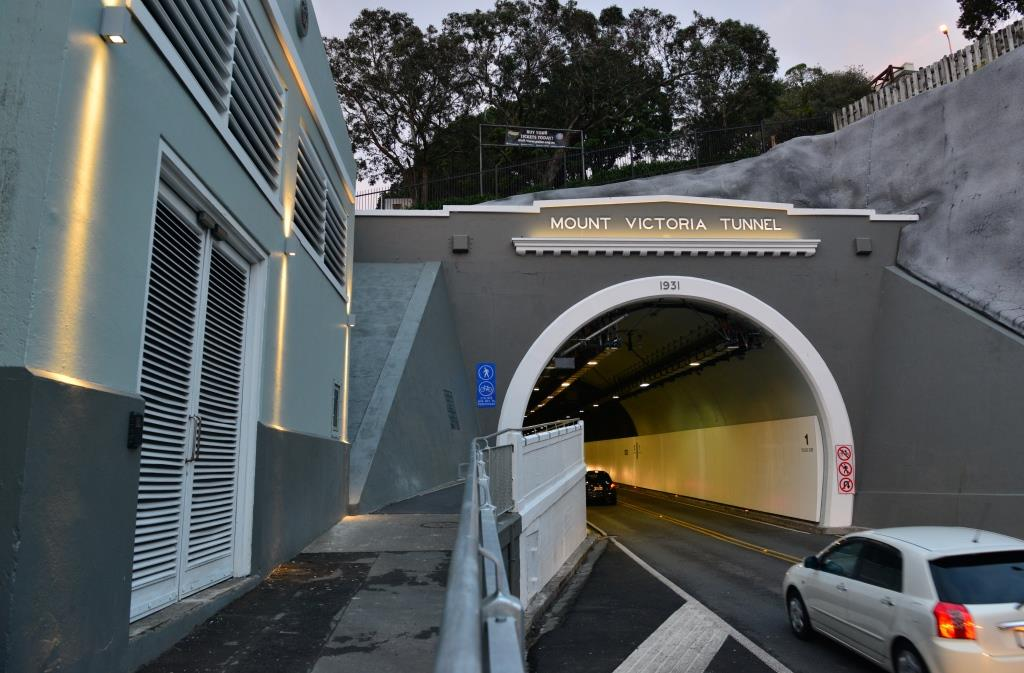 BUY YOUR
TICKETS TODAY!
MOUNT VICTORIA TUNNEL
1931
1